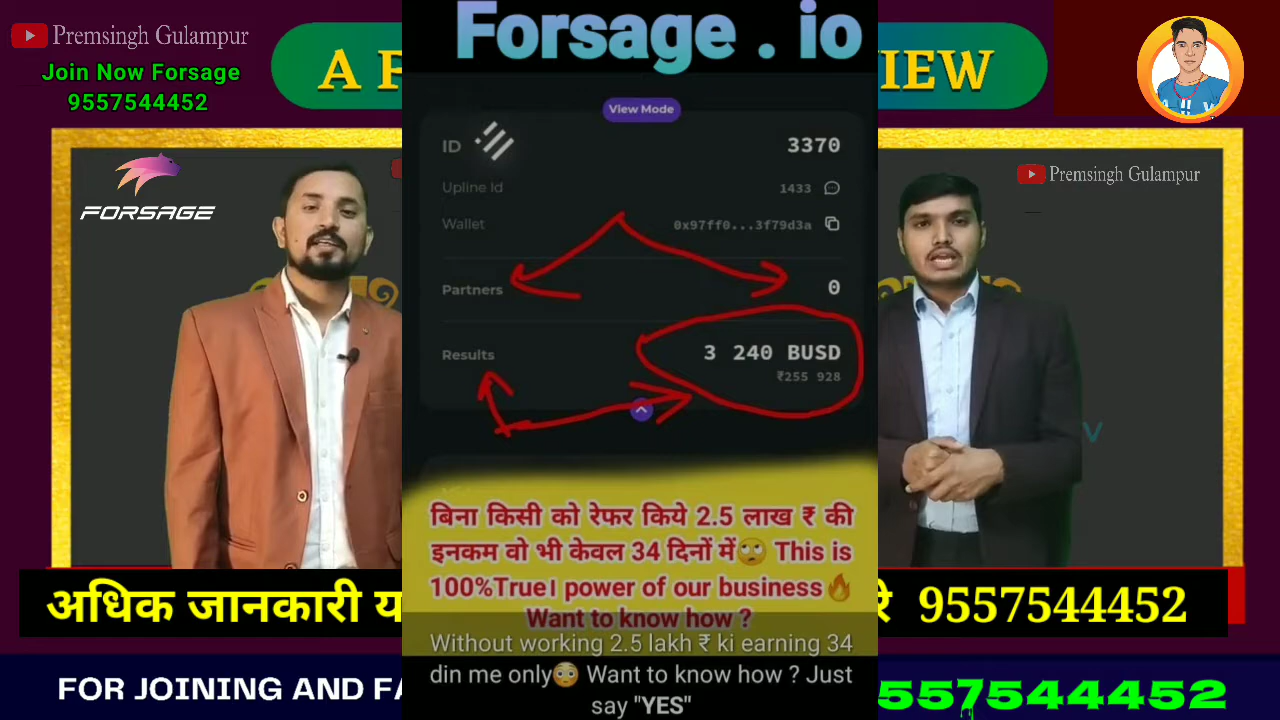 Premsingh Gulampur
Join Now Forsage
9557544452
A
IEW
Forsage . io
View Mode
ID 3370
Upline Id 1433
Wallet 0x97ff0...3f79d3a
Partners 0
Results 3 240 BUSD
₹255 928
FORSAGE
Premsingh Gulampur
V
बिना किसी को रेफर किये 2.5 लाख ₹ की
इनकम वो भी केवल 34 दिनों में🙄 This is
100%True। power of our business🔥
Want to know how ?
Without working 2.5 lakh ₹ ki earning 34
din me only😳 Want to know how ? Just
say "YES"
अधिक जानकारी 9557544452
FOR JOINING AND 557544452